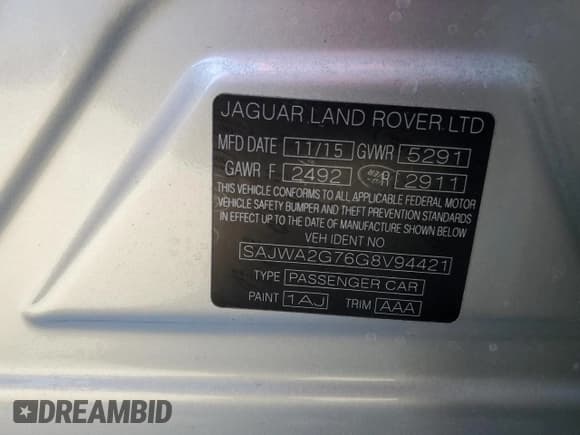 JAGUAR LAND ROVER LTD
MFD DATE 11/15 GVWR 5291
GAWR F 2492 R 2911
THIS VEHICLE CONFORMS TO ALL APPLICABLE FEDERAL MOTOR
VEHICLE SAFETY BUMPER AND THEFT PREVENTION STANDARDS
IN EFFECT UP TO THE DATE OF MANUFACTURE SHOWN BELOW
VEH IDENT NO
SAJWA2G76G8V94421
TYPE PASSENGER CAR
PAINT 1AJ TRIM AAA
DREAMBID